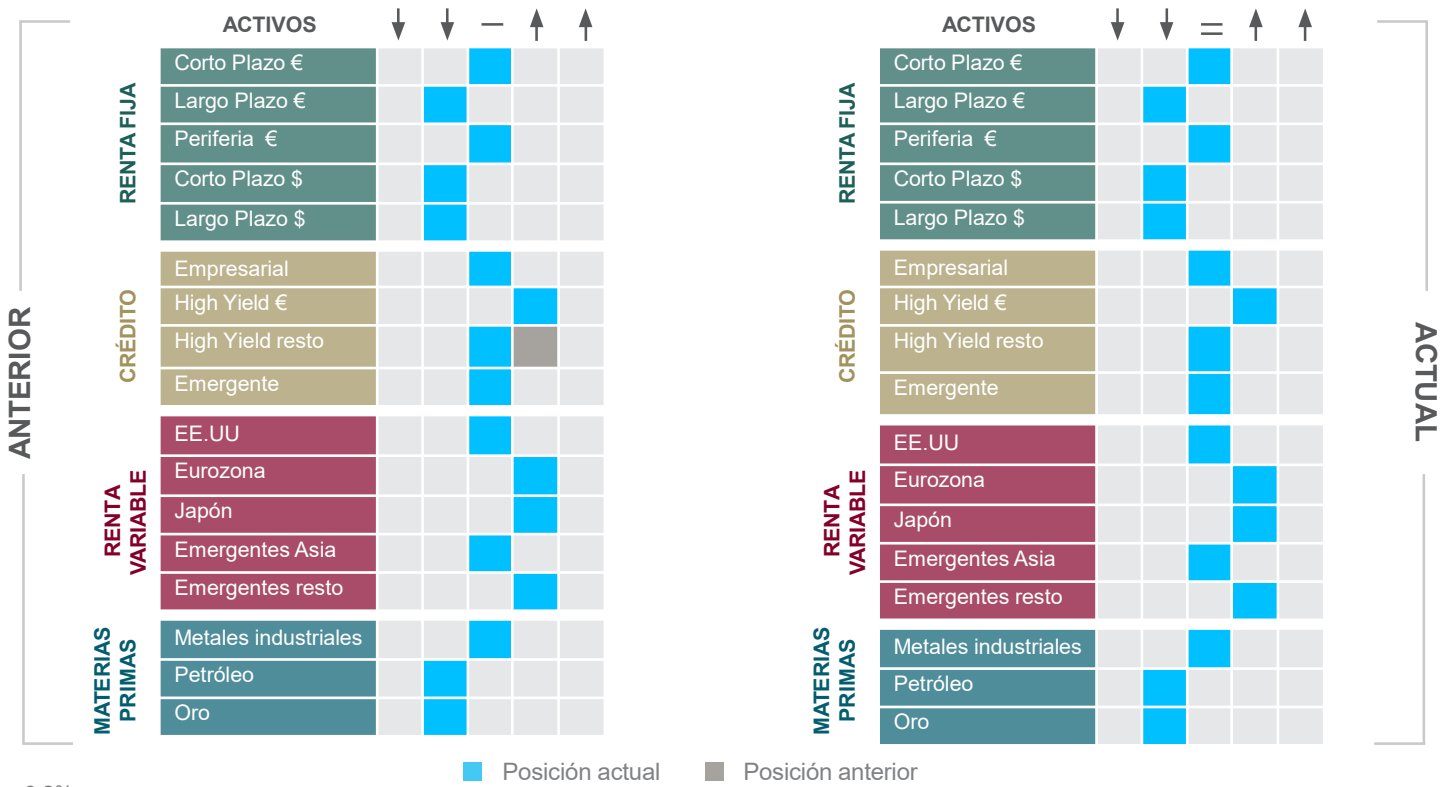 ANTERIOR
ACTIVOS
RENTA FIJA
Corto Plazo €
Largo Plazo €
Periferia €
Corto Plazo $
Largo Plazo $
CRÉDITO
Empresarial
High Yield €
High Yield resto
Emergente
RENTA
VARIABLE
EE.UU
Eurozona
Japón
Emergentes Asia
Emergentes resto
MATERIAS
PRIMAS
Metales industriales
Petróleo
Oro
ACTUAL
ACTIVOS
RENTA FIJA
Corto Plazo €
Largo Plazo €
Periferia €
Corto Plazo $
Largo Plazo $
CRÉDITO
Empresarial
High Yield €
High Yield resto
Emergente
RENTA
VARIABLE
EE.UU
Eurozona
Japón
Emergentes Asia
Emergentes resto
MATERIAS
PRIMAS
Metales industriales
Petróleo
Oro
Posición actual
Posición anterior